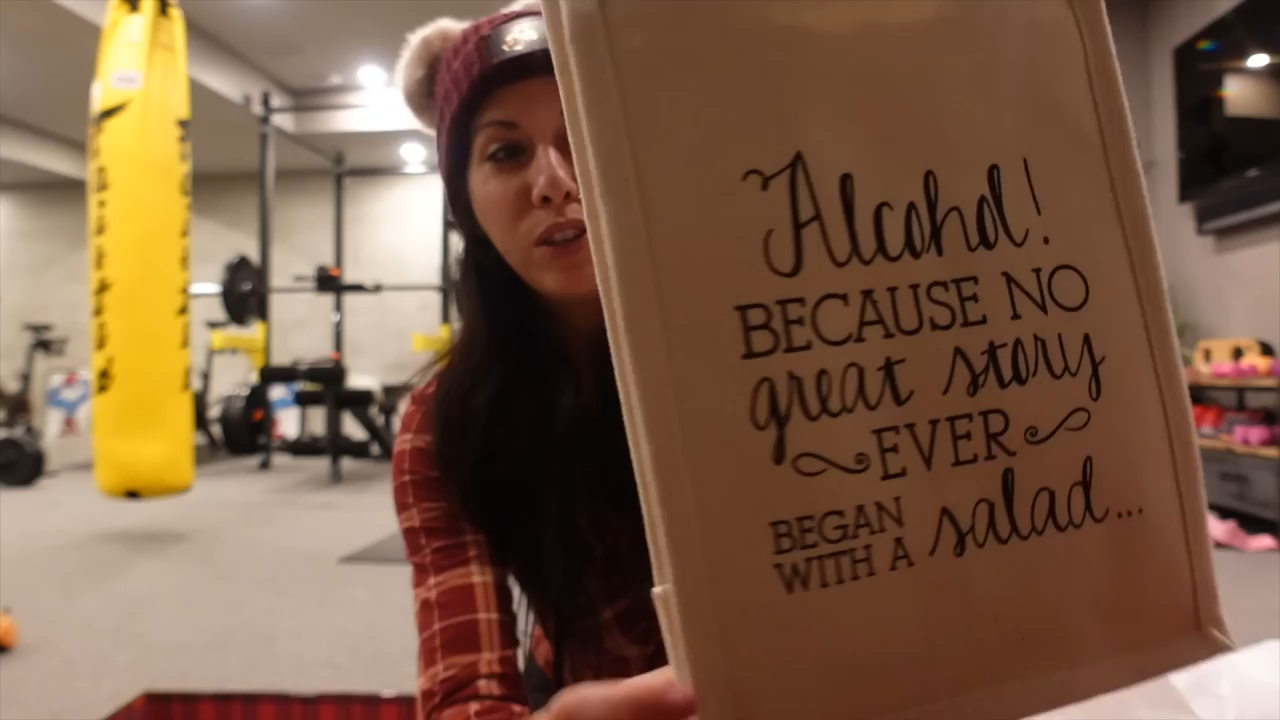 Alcohol!
BECAUSE NO
great story
EVER
BEGAN
WITH A salad...